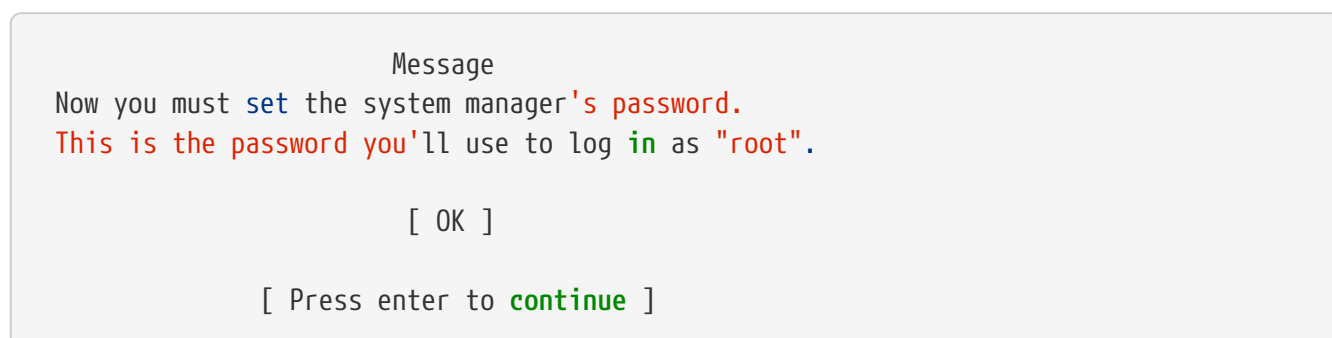 Message
Now you must set the system manager's password.
This is the password you'll use to log in as "root".
[ OK ]
[ Press enter to continue ]